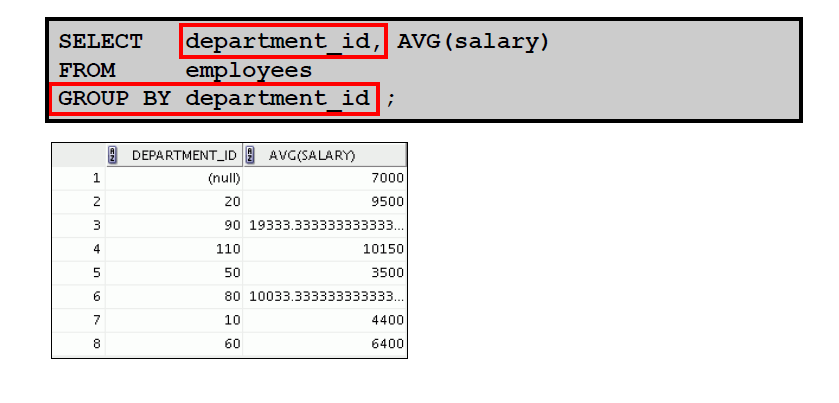 SELECT department_id, AVG(salary)
FROM employees
GROUP BY department_id ;
DEPARTMENT_ID AVG(SALARY)
1 (null) 7000
2 20 9500
3 90 19333.333333333333...
4 110 10150
5 50 3500
6 80 10033.333333333333...
7 10 4400
8 60 6400